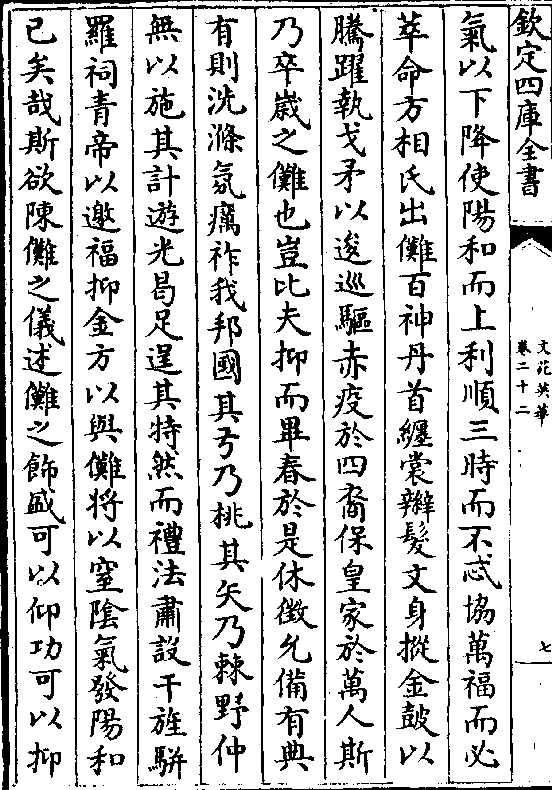 欽定四庫全書
文苑英華
卷二十二
七
氣以下降使陽和而上利順三時而不忒協萬福而必
萃命方相氏出儺百神丹首纒裳辮髮文身摐金鼓以
騰躍執戈矛以逡巡驅赤疫於四裔保皇家於萬人斯
乃卒嵗之儺也豈比夫抑而畢春於是休徴允備有典
有則洗滌氛癘祚我邦國其弓乃挑其矢乃棘野仲
無以施其計遊光曷足逞其特然而禮法肅設干旌駢
羅祠青帝以邀福抑金方以與儺將以窒陰氣發陽和
已矣哉斯欲陳儺之儀述儺之飾盛可以仰功可以抑